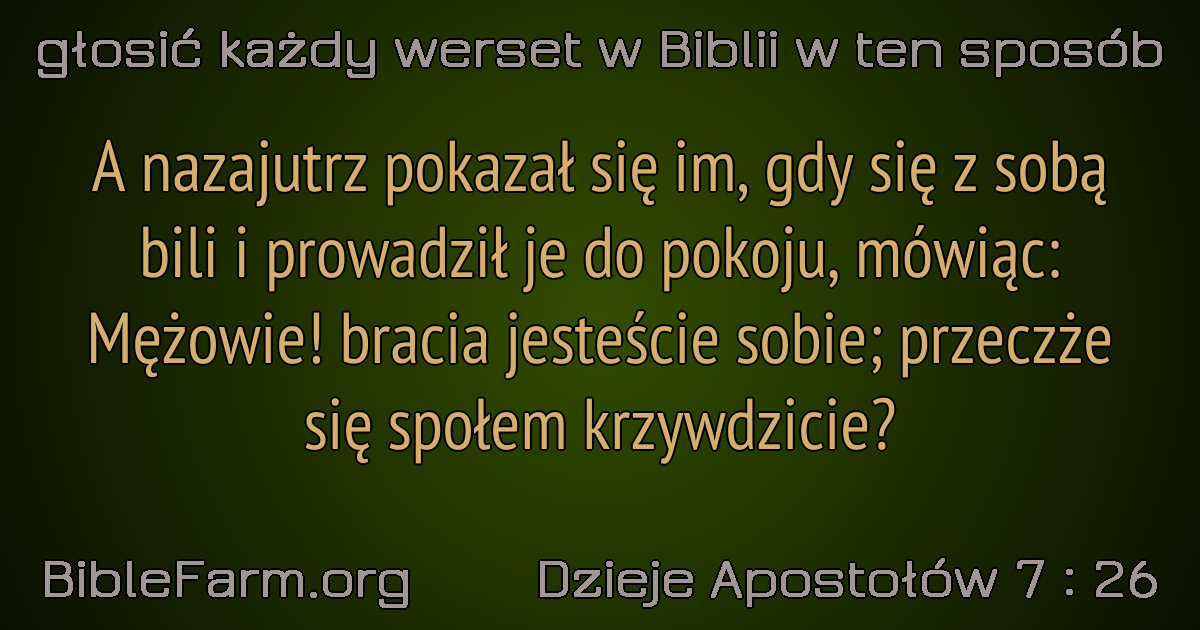 głosić każdy werset w Biblii w ten sposób
A nazajutrz pokazał się im, gdy się z sobą
bili i prowadził je do pokoju, mówiąc:
Mężowie! bracia jesteście sobie; przeczże
się społem krzywdzicie?
BibleFarm.org Dzieje Apostołów 7 : 26